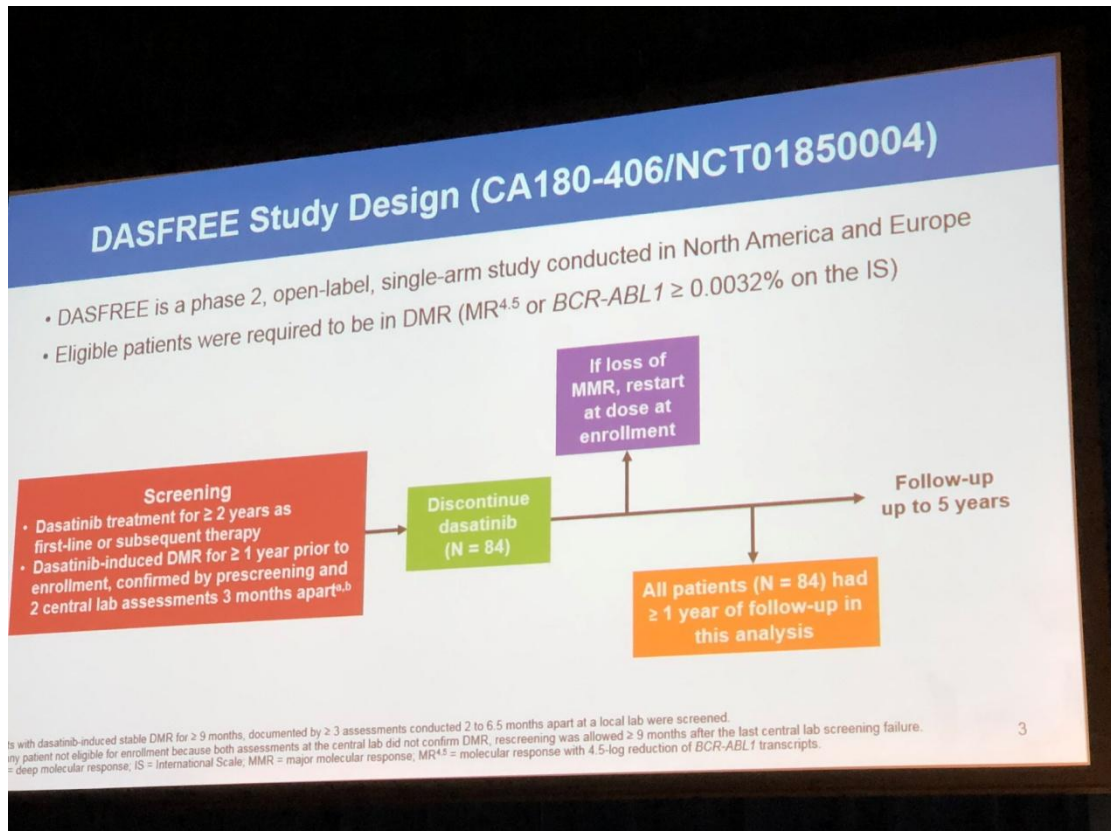 DASFREE Study Design (CA180-406/NCT01850004)
• DASFREE is a phase 2, open-label, single-arm study conducted in North America and Europe
• Eligible patients were required to be in DMR (MR4.5 or BCR-ABL1 ≥ 0.0032% on the IS)
If loss of
MMR, restart
at dose at
enrollment
Screening
• Dasatinib treatment for ≥ 2 years as
first-line or subsequent therapy
• Dasatinib-induced DMR for ≥ 1 year prior to
enrollment, confirmed by prescreening and
2 central lab assessments 3 months aparta,b
Discontinue
dasatinib
(N = 84)
Follow-up
up to 5 years
All patients (N = 84) had
≥ 1 year of follow-up in
this analysis
with dasatinib-induced stable DMR for ≥ 9 months, documented by ≥ 3 assessments conducted 2 to 6.5 months apart at a local lab were screened.
patient not eligible for enrollment because both assessments at the central lab did not confirm DMR, rescreening was allowed ≥ 9 months after the last central lab screening failure.
= deep molecular response; IS = International Scale; MMR = major molecular response; MR4.5 = molecular response with 4.5-log reduction of BCR-ABL1 transcripts.
3